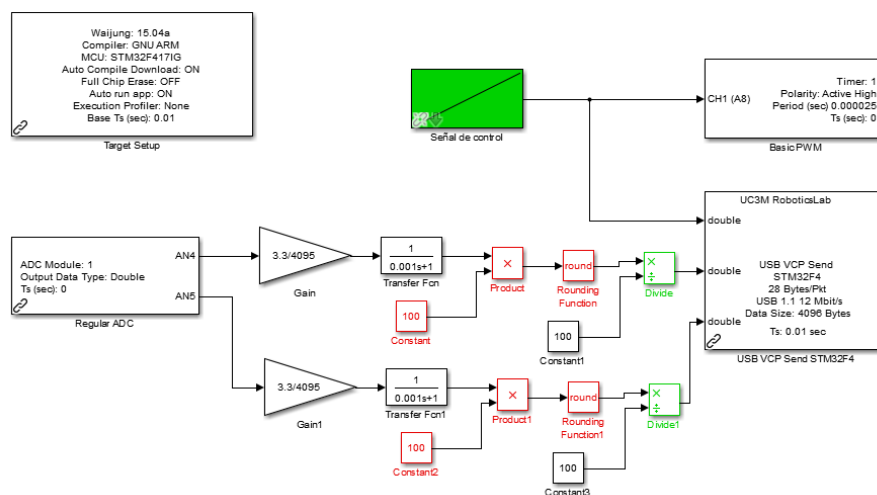 Waijung: 15.04a
Compiler: GNU ARM
MCU: STM32F417IG
Auto Compile Download: ON
Full Chip Erase: OFF
Auto run app: ON
Execution Profiler: None
Base Ts (sec): 0.01
Target Setup
Señal de control
CH1 (A8)
Timer: 1
Polarity: Active High
Period (sec) 0.000025
Ts (sec): 0
Basic PWM
ADC Module: 1
Output Data Type: Double
Ts (sec): 0
AN4
AN5
Regular ADC
3.3/4095
Gain
1
0.001s+1
Transfer Fcn
100
Constant
×
Product
round
Rounding
Function
100
Constant1
×
÷
Divide
UC3M RoboticsLab
double
double
double
USB VCP Send
STM32F4
28 Bytes/Pkt
USB 1.1 12 Mbit/s
Data Size: 4096 Bytes
Ts: 0.01 sec
USB VCP Send STM32F4
3.3/4095
Gain1
1
0.001s+1
Transfer Fcn1
100
Constant2
×
Product1
round
Rounding
Function1
100
Constant3
×
÷
Divide1